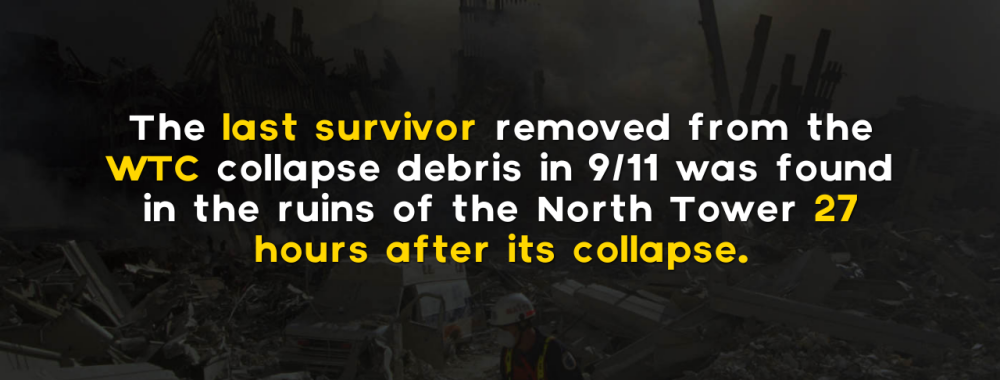 The last survivor removed from the
WTC collapse debris in 9/11 was found
in the ruins of the North Tower 27
hours after its collapse.